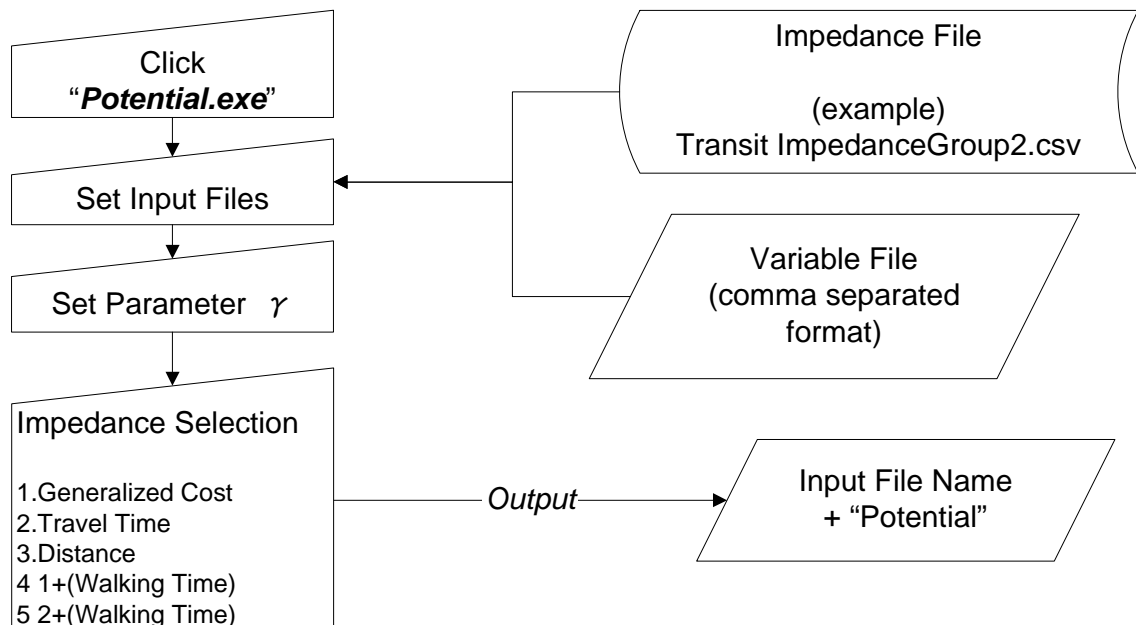 Click
“Potential.exe”
Set Input Files
Set Parameter γ
Impedance Selection
1.Generalized Cost
2.Travel Time
3.Distance
4 1+(Walking Time)
5 2+(Walking Time)
Impedance File
(example)
Transit ImpedanceGroup2.csv
Variable File
(comma separated
format)
Output
Input File Name
+ “Potential”